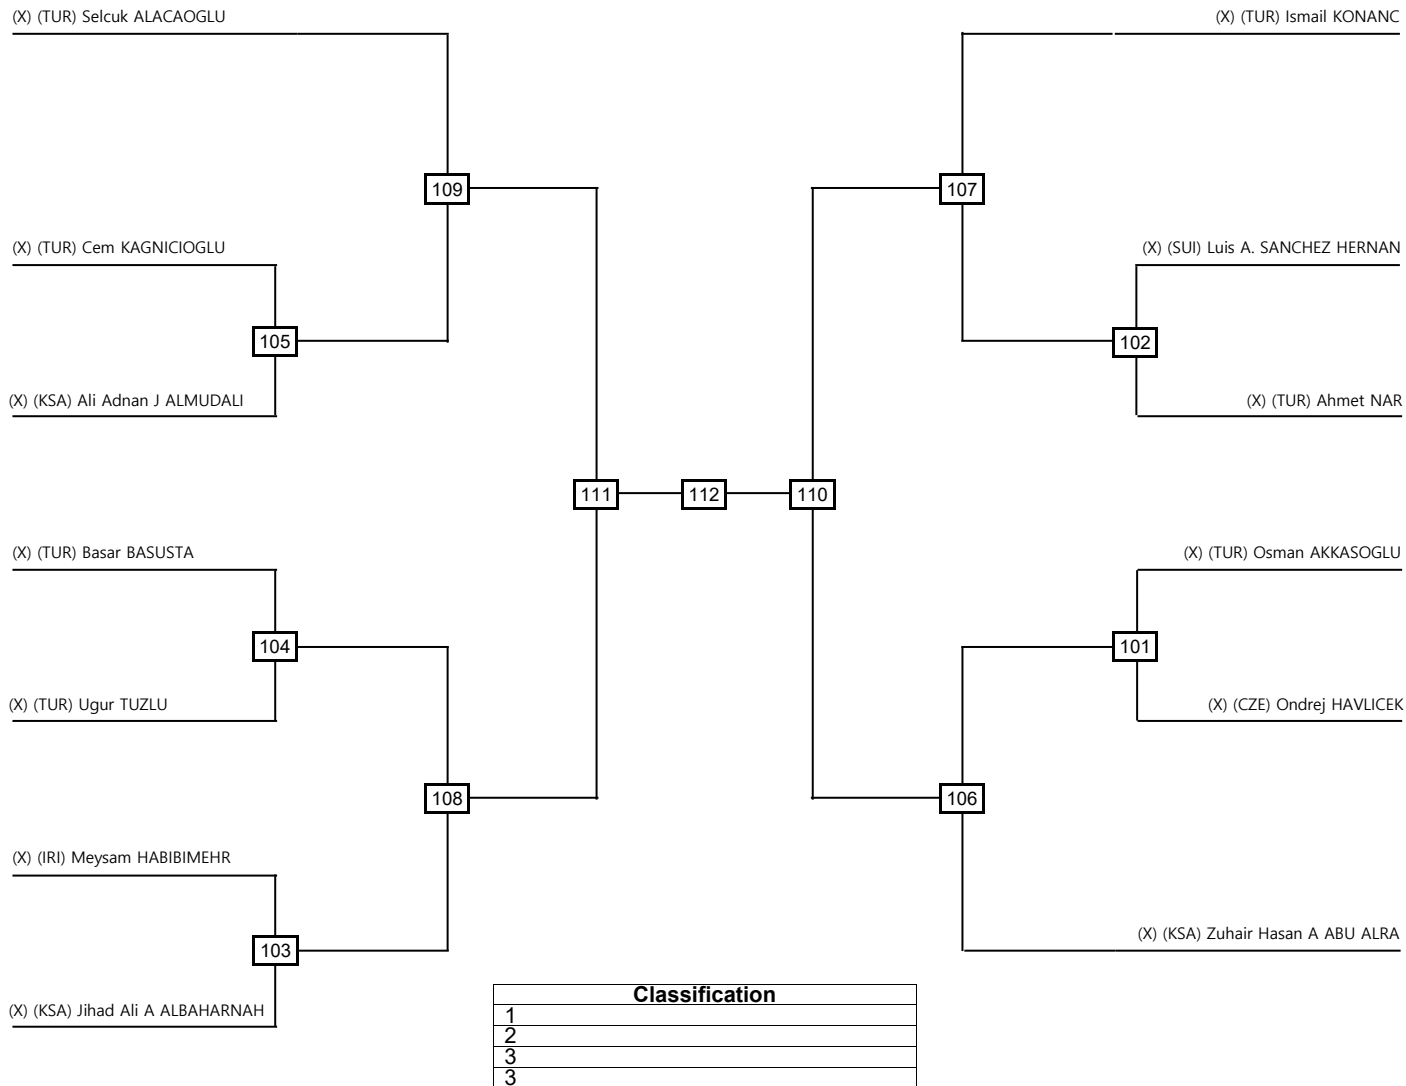 (X) (TUR) Selcuk ALACAOGLU
(X) (TUR) Ismail KONANC
109
107
(X) (TUR) Cem KAGNICIOGLU
(X) (SUI) Luis A. SANCHEZ HERNAN
105
102
(X) (KSA) Ali Adnan J ALMUDALI
(X) (TUR) Ahmet NAR
111
112
110
(X) (TUR) Basar BASUSTA
(X) (TUR) Osman AKKASOGLU
104
101
(X) (TUR) Ugur TUZLU
(X) (CZE) Ondrej HAVLICEK
108
106
(X) (IRI) Meysam HABIBIMEHR
(X) (KSA) Zuhair Hasan A ABU ALRA
103
(X) (KSA) Jihad Ali A ALBAHARNAH
Classification
1
2
3
3